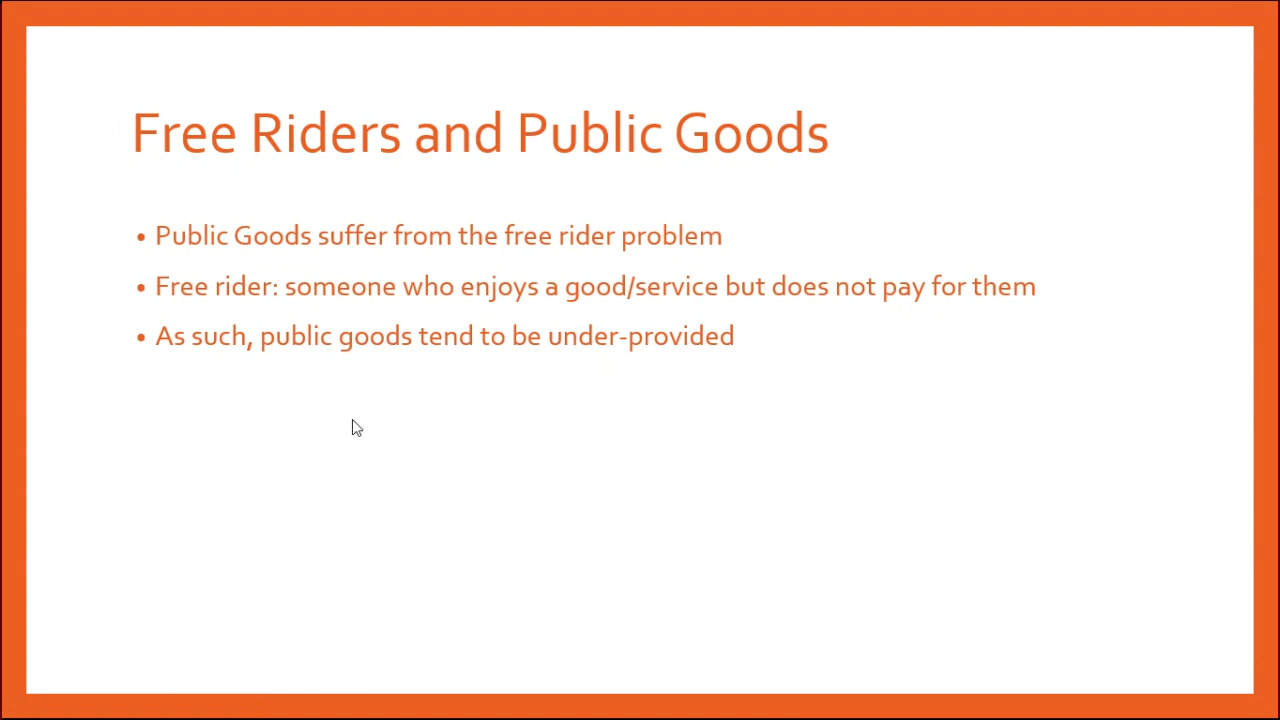 Free Riders and Public Goods
• Public Goods suffer from the free rider problem
• Free rider: someone who enjoys a good/service but does not pay for them
• As such, public goods tend to be under-provided